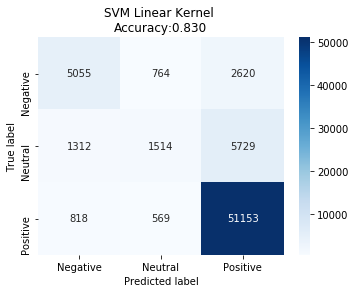 SVM Linear Kernel
Accuracy:0.830
True label
Negative
5055 764 2620
Neutral
1312 1514 5729
Positive
818 569 51153
Negative Neutral Positive
Predicted label
50000
40000
30000
20000
10000